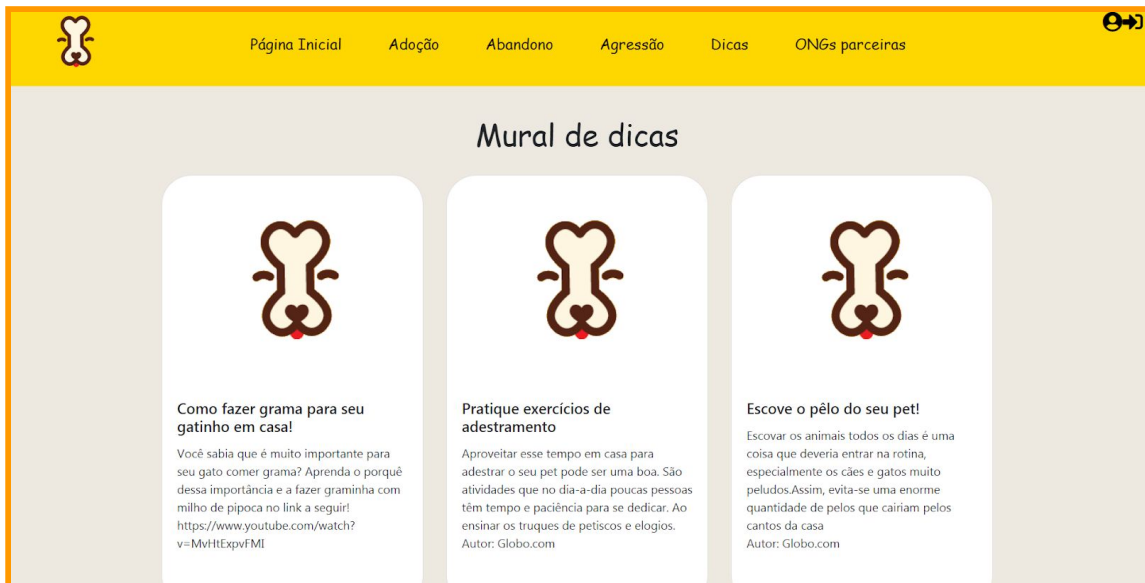 Página Inicial Adoção Abandono Agressão Dicas ONGs parceiras
Mural de dicas
Como fazer grama para seu
gatinho em casa!
Você sabia que é muito importante para
seu gato comer grama? Aprenda o porquê
dessa importância e a fazer graminha com
milho de pipoca no link a seguir!
https://www.youtube.com/watch?
v=MvHtExpvFMI
Pratique exercícios de
adestramento
Aproveitar esse tempo em casa para
adestrar o seu pet pode ser uma boa. São
atividades que no dia-a-dia poucas pessoas
têm tempo e paciência para se dedicar. Ao
ensinar os truques de petiscos e elogios.
Autor: Globo.com
Escove o pêlo do seu pet!
Escovar os animais todos os dias é uma
coisa que deveria entrar na rotina,
especialmente os cães e gatos muito
peludos.Assim, evita-se uma enorme
quantidade de pelos que cairiam pelos
cantos da casa
Autor: Globo.com